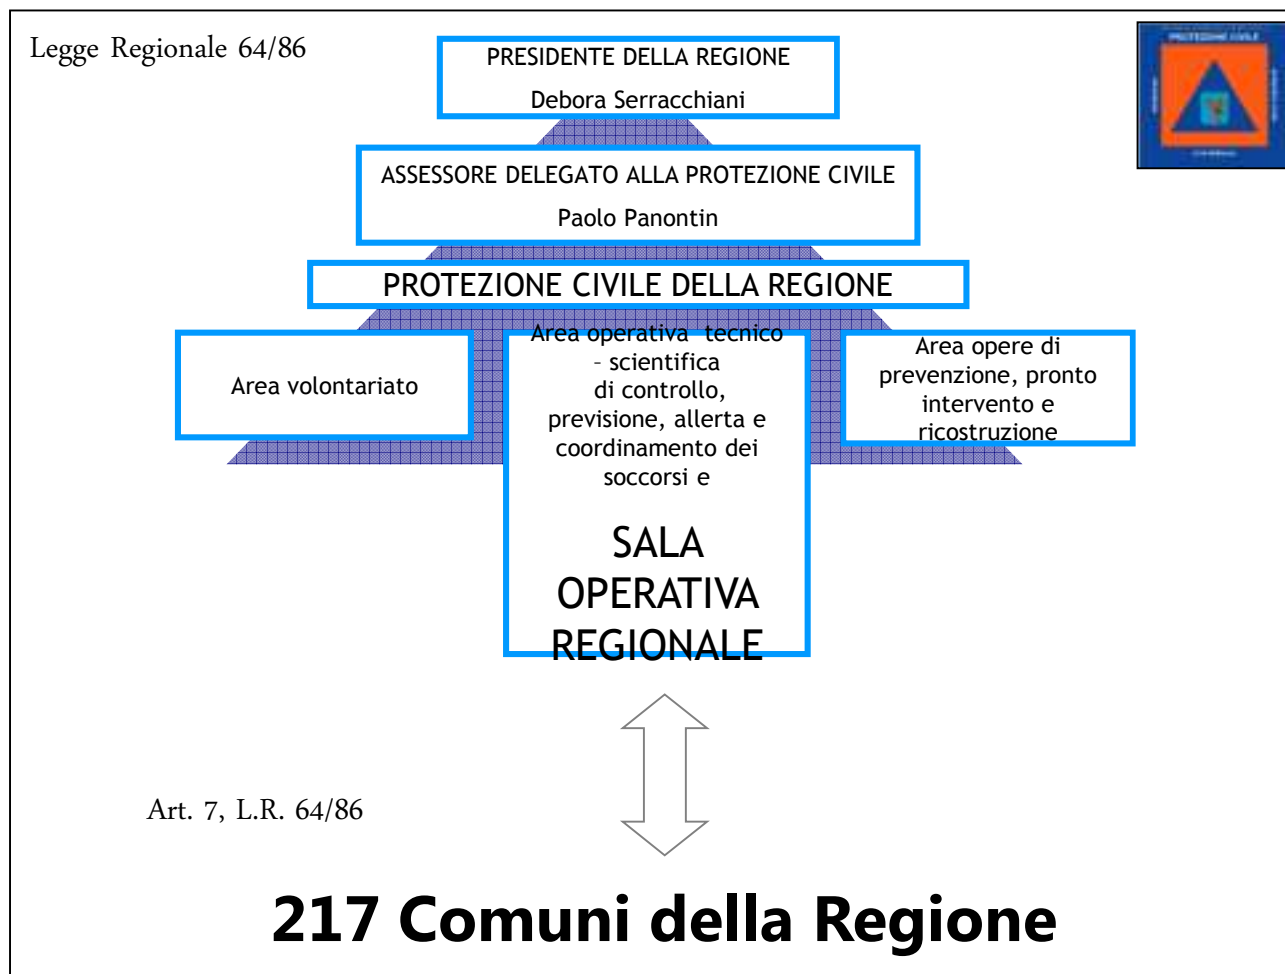 Legge Regionale 64/86
PRESIDENTE DELLA REGIONE
Debora Serracchiani
PROTEZIONE CIVILE
ASSESSORE DELEGATO ALLA PROTEZIONE CIVILE
Paolo Panontin
PROTEZIONE CIVILE DELLA REGIONE
Area volontariato
Area operativa tecnico
- scientifica
di controllo,
previsione, allerta e
coordinamento dei
soccorsi e
SALA
OPERATIVA
REGIONALE
Area opere di
prevenzione, pronto
intervento e
ricostruzione
Art. 7, L.R. 64/86
217 Comuni della Regione